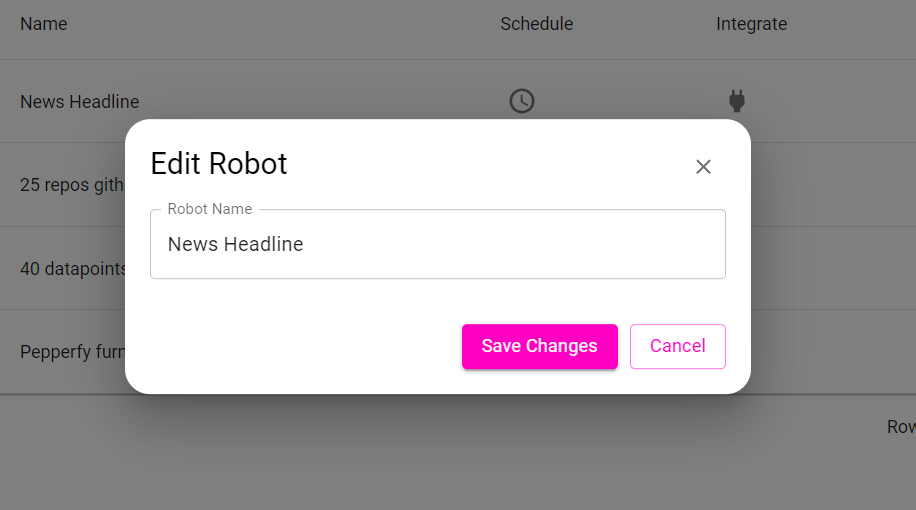 Name Schedule Integrate
News Headline
Edit Robot
25 repos gith
Robot Name
News Headline
40 datapoints
Save Changes Cancel
Pepperfy furn
Row